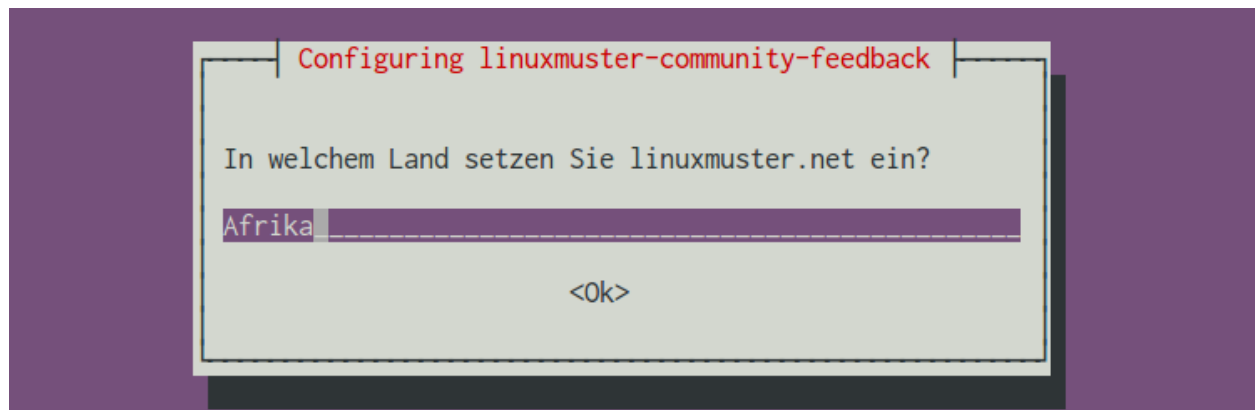 Configuring linuxmuster-community-feedback
In welchem Land setzen Sie linuxmuster.net ein?
Afrika
<Ok>